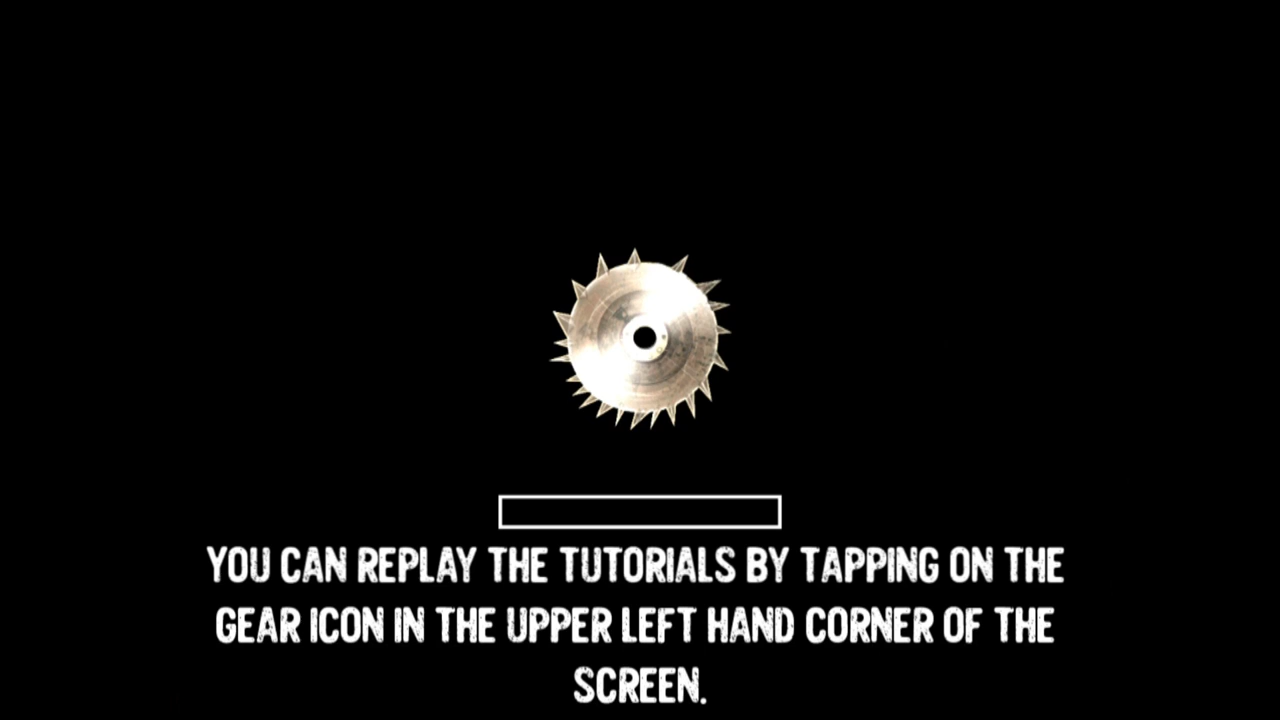 YOU CAN REPLAY THE TUTORIALS BY TAPPING ON THE
GEAR ICON IN THE UPPER LEFT HAND CORNER OF THE
SCREEN.